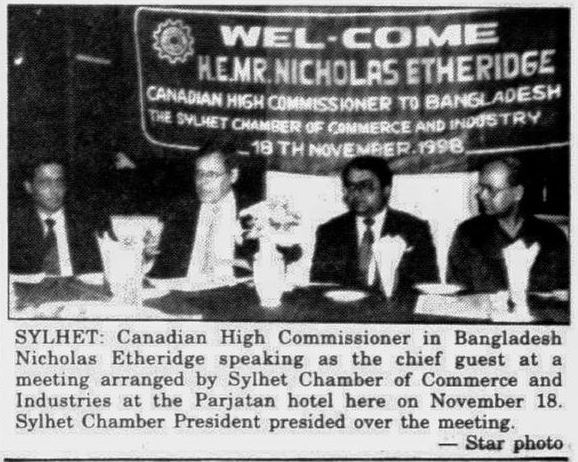 WEL-COME
H.E.MR.NICHOLAS ETHERIDGE
CANADIAN HIGH COMMISSIONER TO BANGLADESH
THE SYLHET CHAMBER OF COMMERCE AND INDUSTRY
18TH NOVEMBER.1998
SYLHET: Canadian High Commissioner in Bangladesh
Nicholas Etheridge speaking as the chief guest at a
meeting arranged by Sylhet Chamber of Commerce and
Industries at the Parjatan hotel here on November 18.
Sylhet Chamber President presided over the meeting.
— Star photo